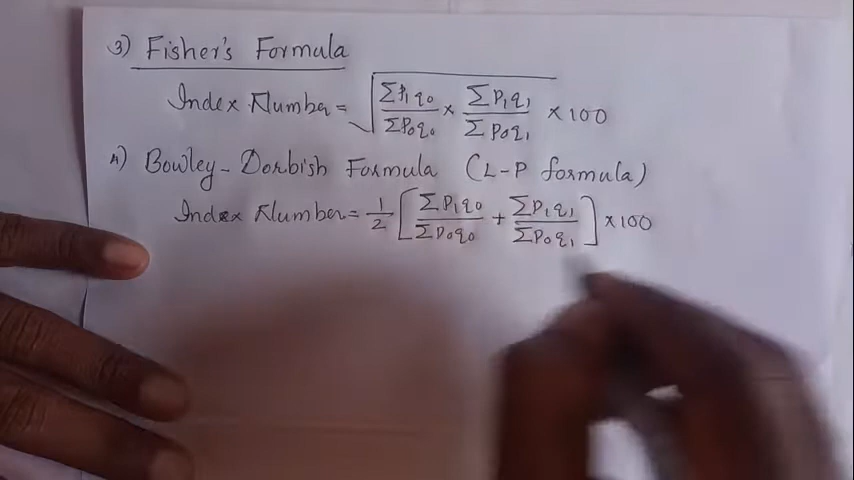 3) Fisher's Formula
Index Number = √ ΣP₁q₀/ΣP₀q₀ × ΣP₁q₁/ΣP₀q₁ × 100
4) Bowley - Dorbish Formula (L-P formula)
Index Number = 1/2 [ ΣP₁q₀/ΣP₀q₀ + ΣP₁q₁/ΣP₀q₁ ] × 100